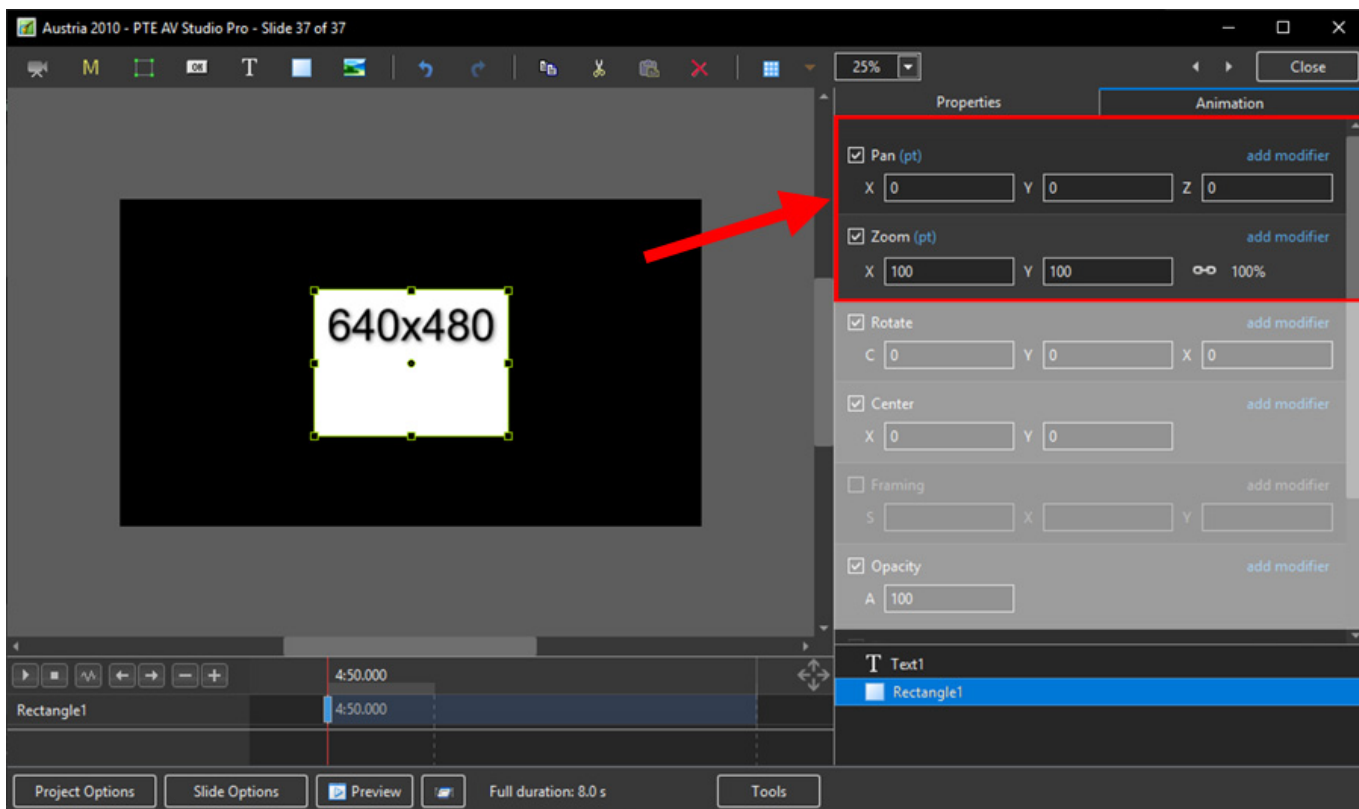 Austria 2010 - PTE AV Studio Pro - Slide 37 of 37
M OK T 25% Close
Properties Animation
Pan (pt) add modifier
X 0 Y 0 Z 0
Zoom (pt) add modifier
X 100 Y 100 100%
640x480
Rotate add modifier
C 0 Y 0 X 0
Center add modifier
X 0 Y 0
Framing add modifier
S X Y
Opacity add modifier
A 100
4:50.000
Rectangle1 4:50.000
T Text1
Rectangle1
Project Options Slide Options Preview Full duration: 8.0 s Tools